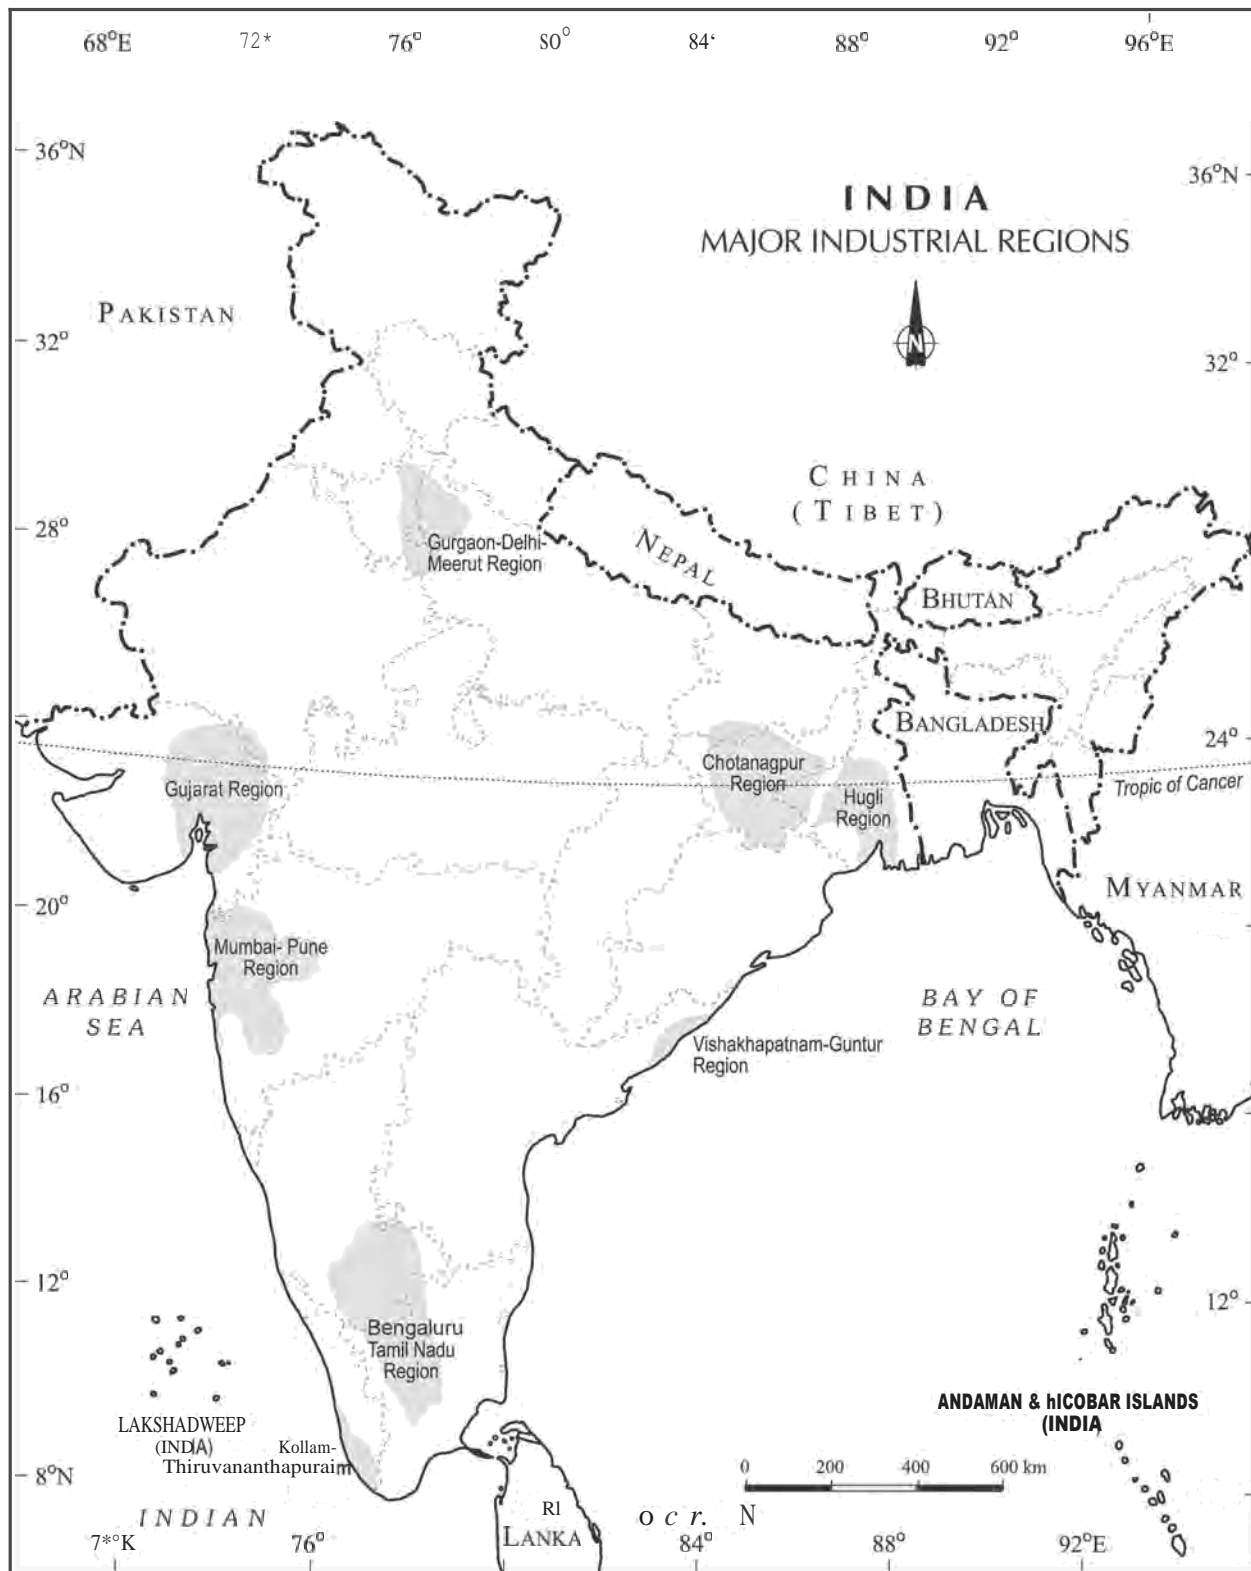 68°E 72* 76° 80° 84‘ 88° 92° 96°E
36°N
36°N
INDIA
MAJOR INDUSTRIAL REGIONS
N
PAKISTAN
32°
32°
CHINA
(TIBET)
28°
Gurgaon-Delhi-
Meerut Region
NEPAL
BHUTAN
BANGLADESH
24°
Chotanagpur
Region
Gujarat Region
Hugli
Region
Tropic of Cancer
MYANMAR
20°
Mumbai- Pune
Region
ARABIAN
SEA
BAY OF
BENGAL
Vishakhapatnam-Guntur
Region
16°
12°
12°
Bengaluru
Tamil Nadu
Region
LAKSHADWEEP
(INDIA)
ANDAMAN & hICOBAR ISLANDS
(INDIA
Kollam-
Thiruvananthapuraim
8°N
0 200 400 600 km
INDIAN
Rl
LANKA
o c r. N
7*°K 76° 84° 88° 92°E